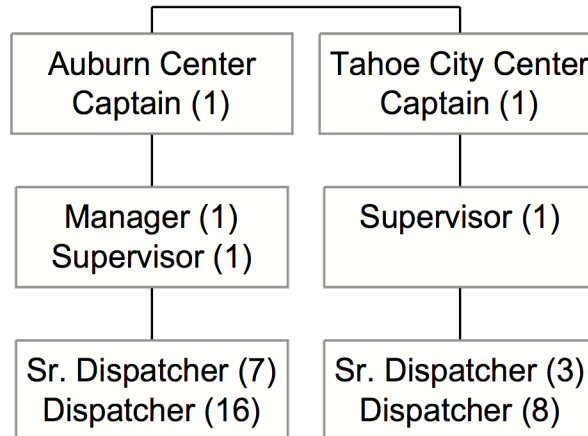 Auburn Center
Captain (1)
Tahoe City Center
Captain (1)
Manager (1)
Supervisor (1)
Supervisor (1)
Sr. Dispatcher (7)
Dispatcher (16)
Sr. Dispatcher (3)
Dispatcher (8)